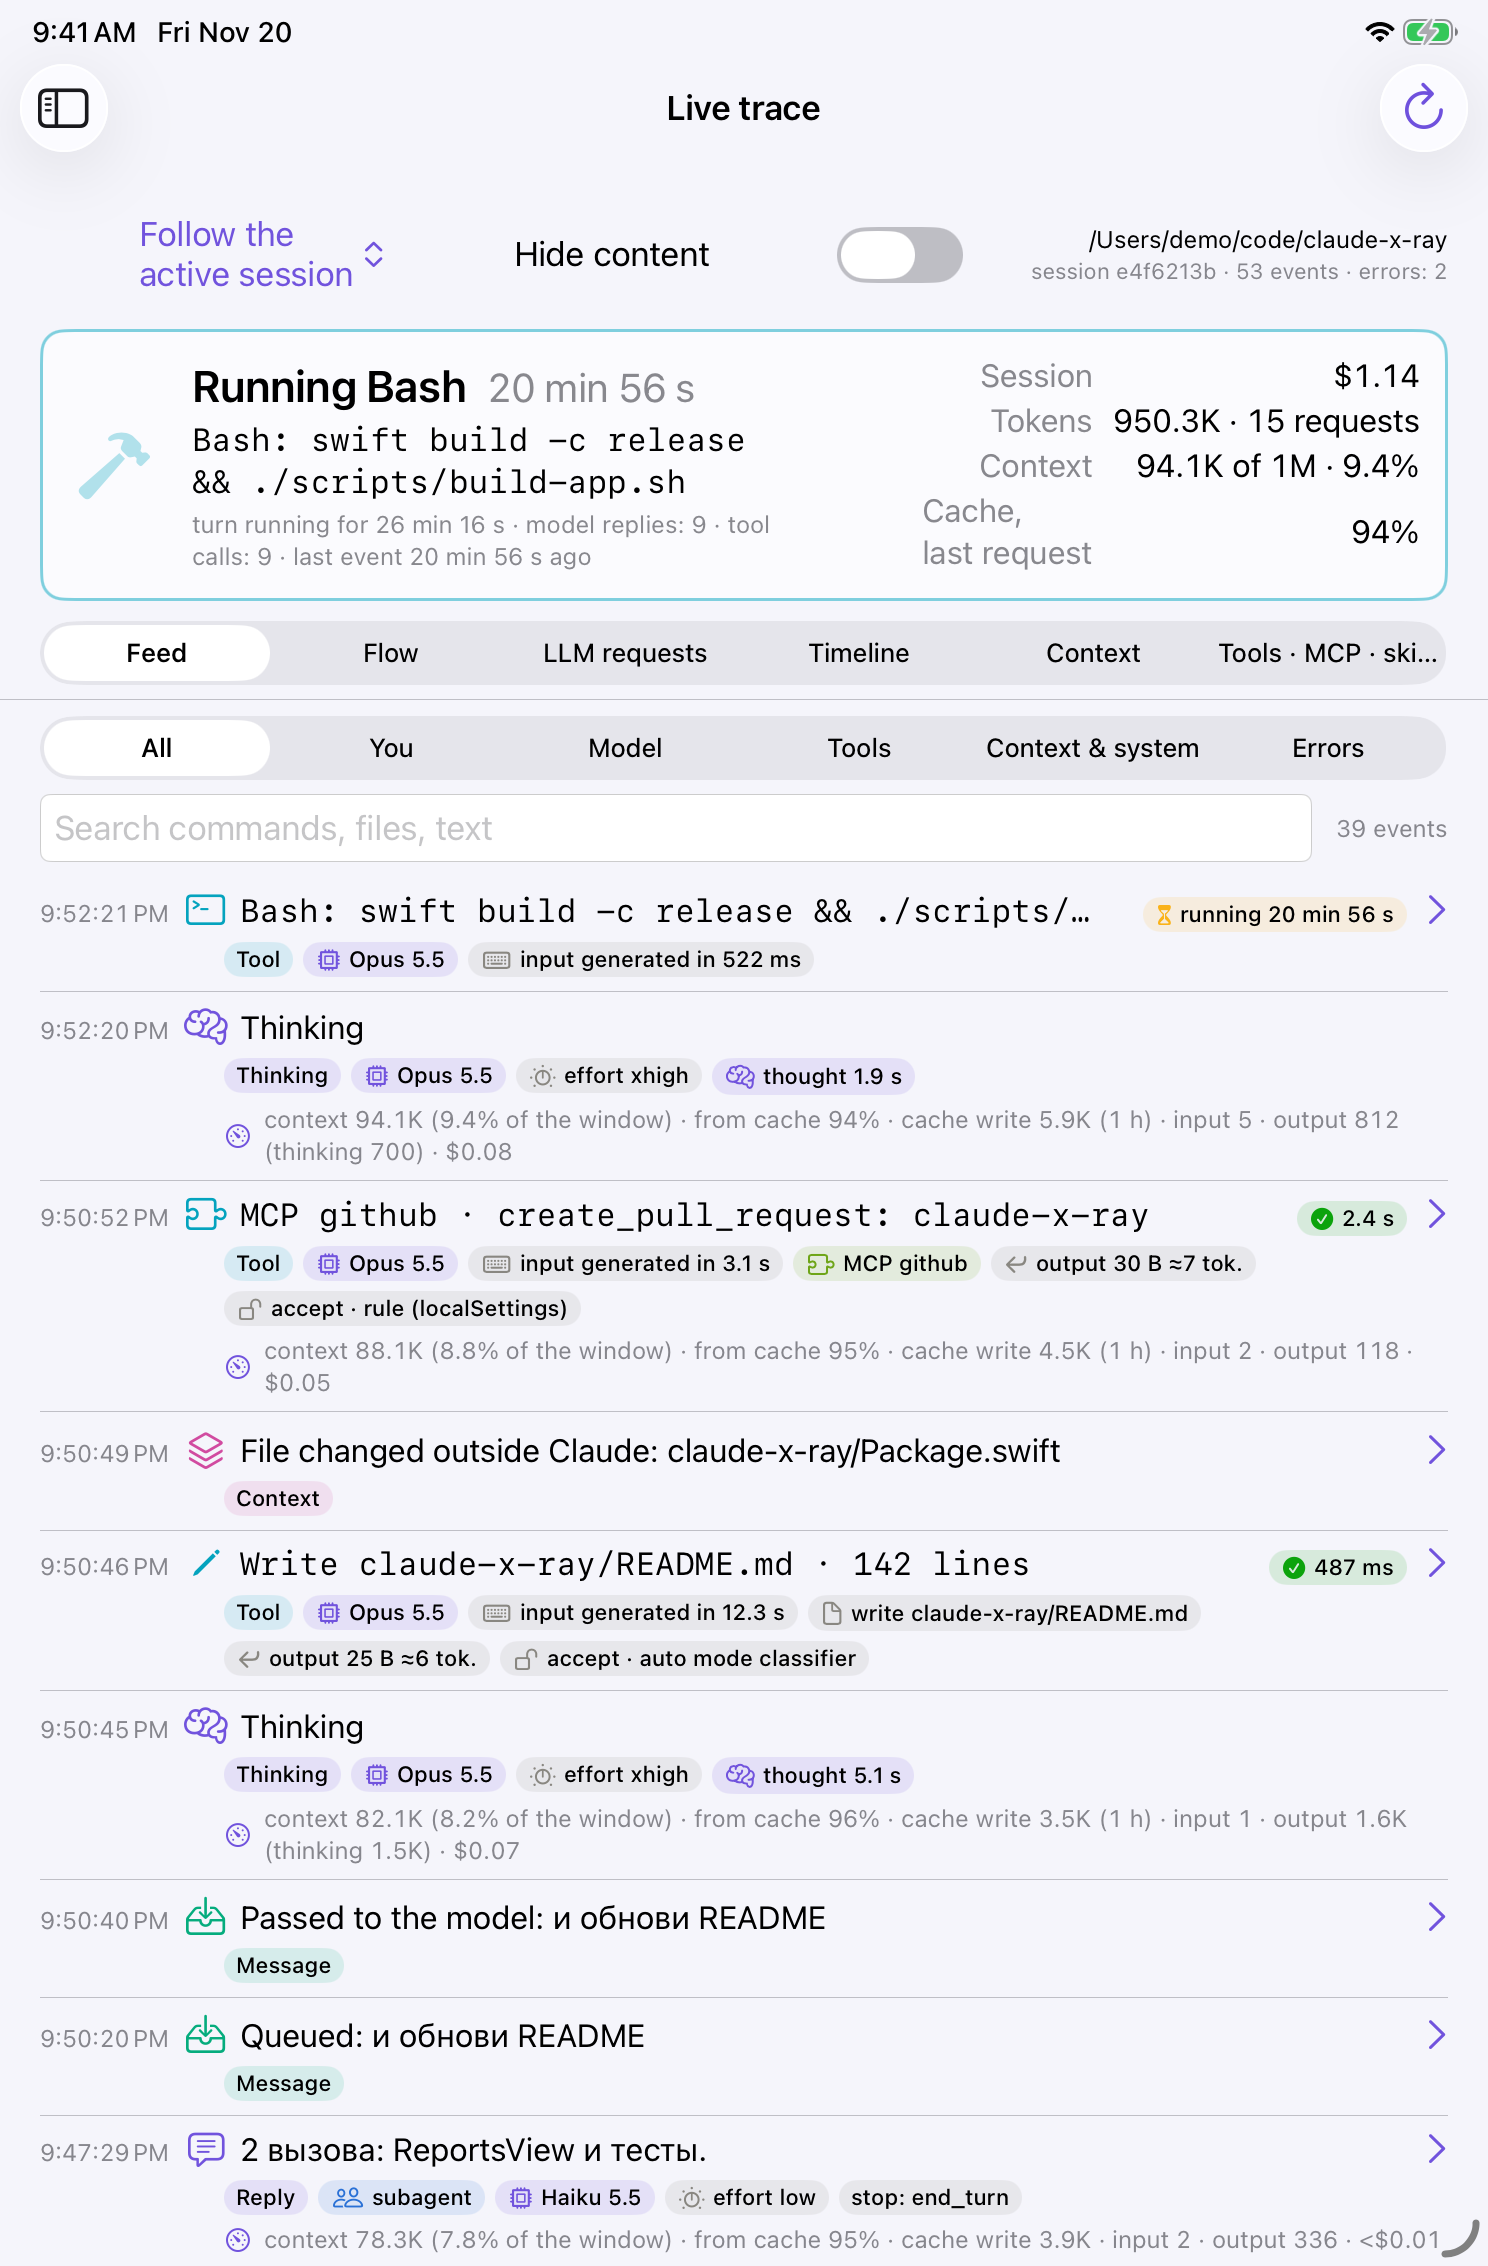 9:41 AM Fri Nov 20
Live trace
Follow the
active session
Hide content
/Users/demo/code/claude-x-ray
session e4f6213b · 53 events · errors: 2
Running Bash 20 min 56 s
Bash: swift build -c release
&& ./scripts/build-app.sh
turn running for 26 min 16 s · model replies: 9 · tool
calls: 9 · last event 20 min 56 s ago
Session $1.14
Tokens 950.3K · 15 requests
Context 94.1K of 1M · 9.4%
Cache,
last request
94%
Feed Flow LLM requests Timeline Context Tools · MCP · ski...
All You Model Tools Context & system Errors
Search commands, files, text 39 events
9:52:21 PM Bash: swift build -c release && ./scripts/… running 20 min 56 s
Tool Opus 5.5 input generated in 522 ms
9:52:20 PM Thinking
Thinking Opus 5.5 effort xhigh thought 1.9 s
context 94.1K (9.4% of the window) · from cache 94% · cache write 5.9K (1 h) · input 5 · output 812
(thinking 700) · $0.08
9:50:52 PM MCP github · create_pull_request: claude-x-ray 2.4 s
Tool Opus 5.5 input generated in 3.1 s MCP github output 30 B ≈7 tok.
accept · rule (localSettings)
context 88.1K (8.8% of the window) · from cache 95% · cache write 4.5K (1 h) · input 2 · output 118 ·
$0.05
9:50:49 PM File changed outside Claude: claude-x-ray/Package.swift
Context
9:50:46 PM Write claude-x-ray/README.md · 142 lines 487 ms
Tool Opus 5.5 input generated in 12.3 s write claude-x-ray/README.md
output 25 B ≈6 tok. accept · auto mode classifier
9:50:45 PM Thinking
Thinking Opus 5.5 effort xhigh thought 5.1 s
context 82.1K (8.2% of the window) · from cache 96% · cache write 3.5K (1 h) · input 1 · output 1.6K
(thinking 1.5K) · $0.07
9:50:40 PM Passed to the model: и обнови README
Message
9:50:20 PM Queued: и обнови README
Message
9:47:29 PM 2 вызова: ReportsView и тесты.
Reply subagent Haiku 5.5 effort low stop: end_turn
context 78.3K (7.8% of the window) · from cache 95% · cache write 3.9K · input 2 · output 336 · <$0.01